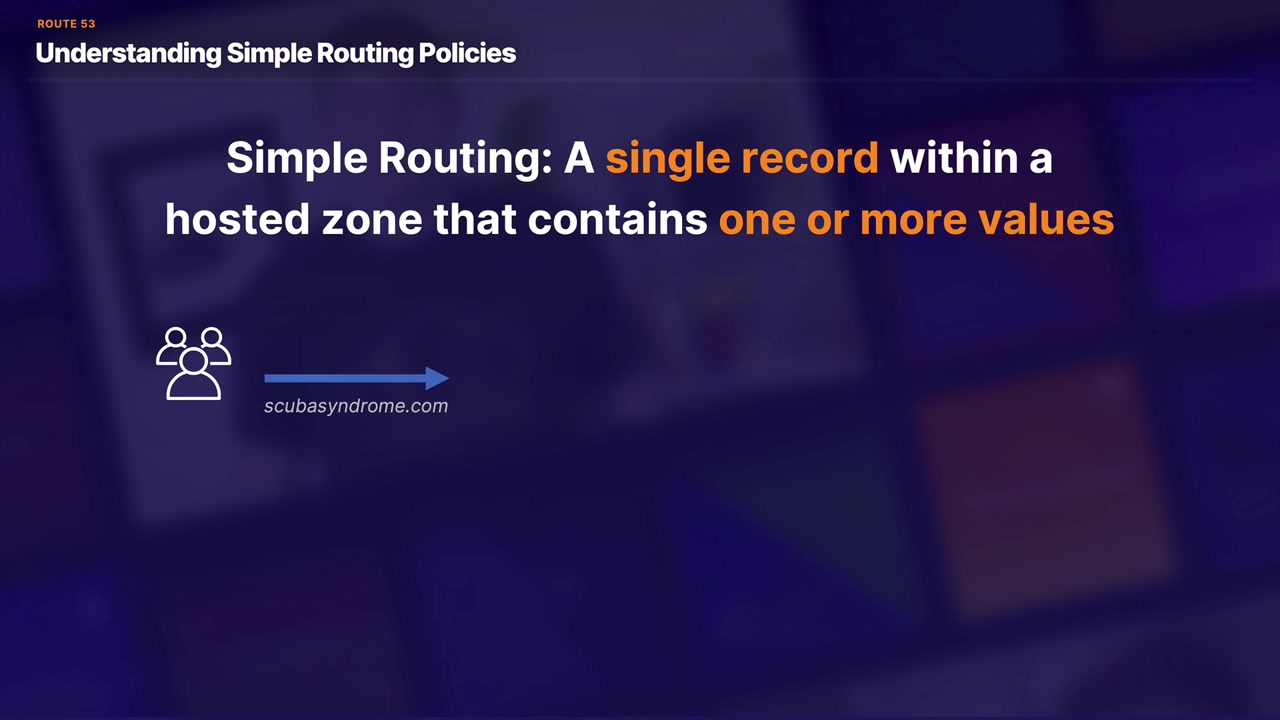 ROUTE 53
Understanding Simple Routing Policies
Simple Routing: A single record within a
hosted zone that contains one or more values
scubasyndrome.com